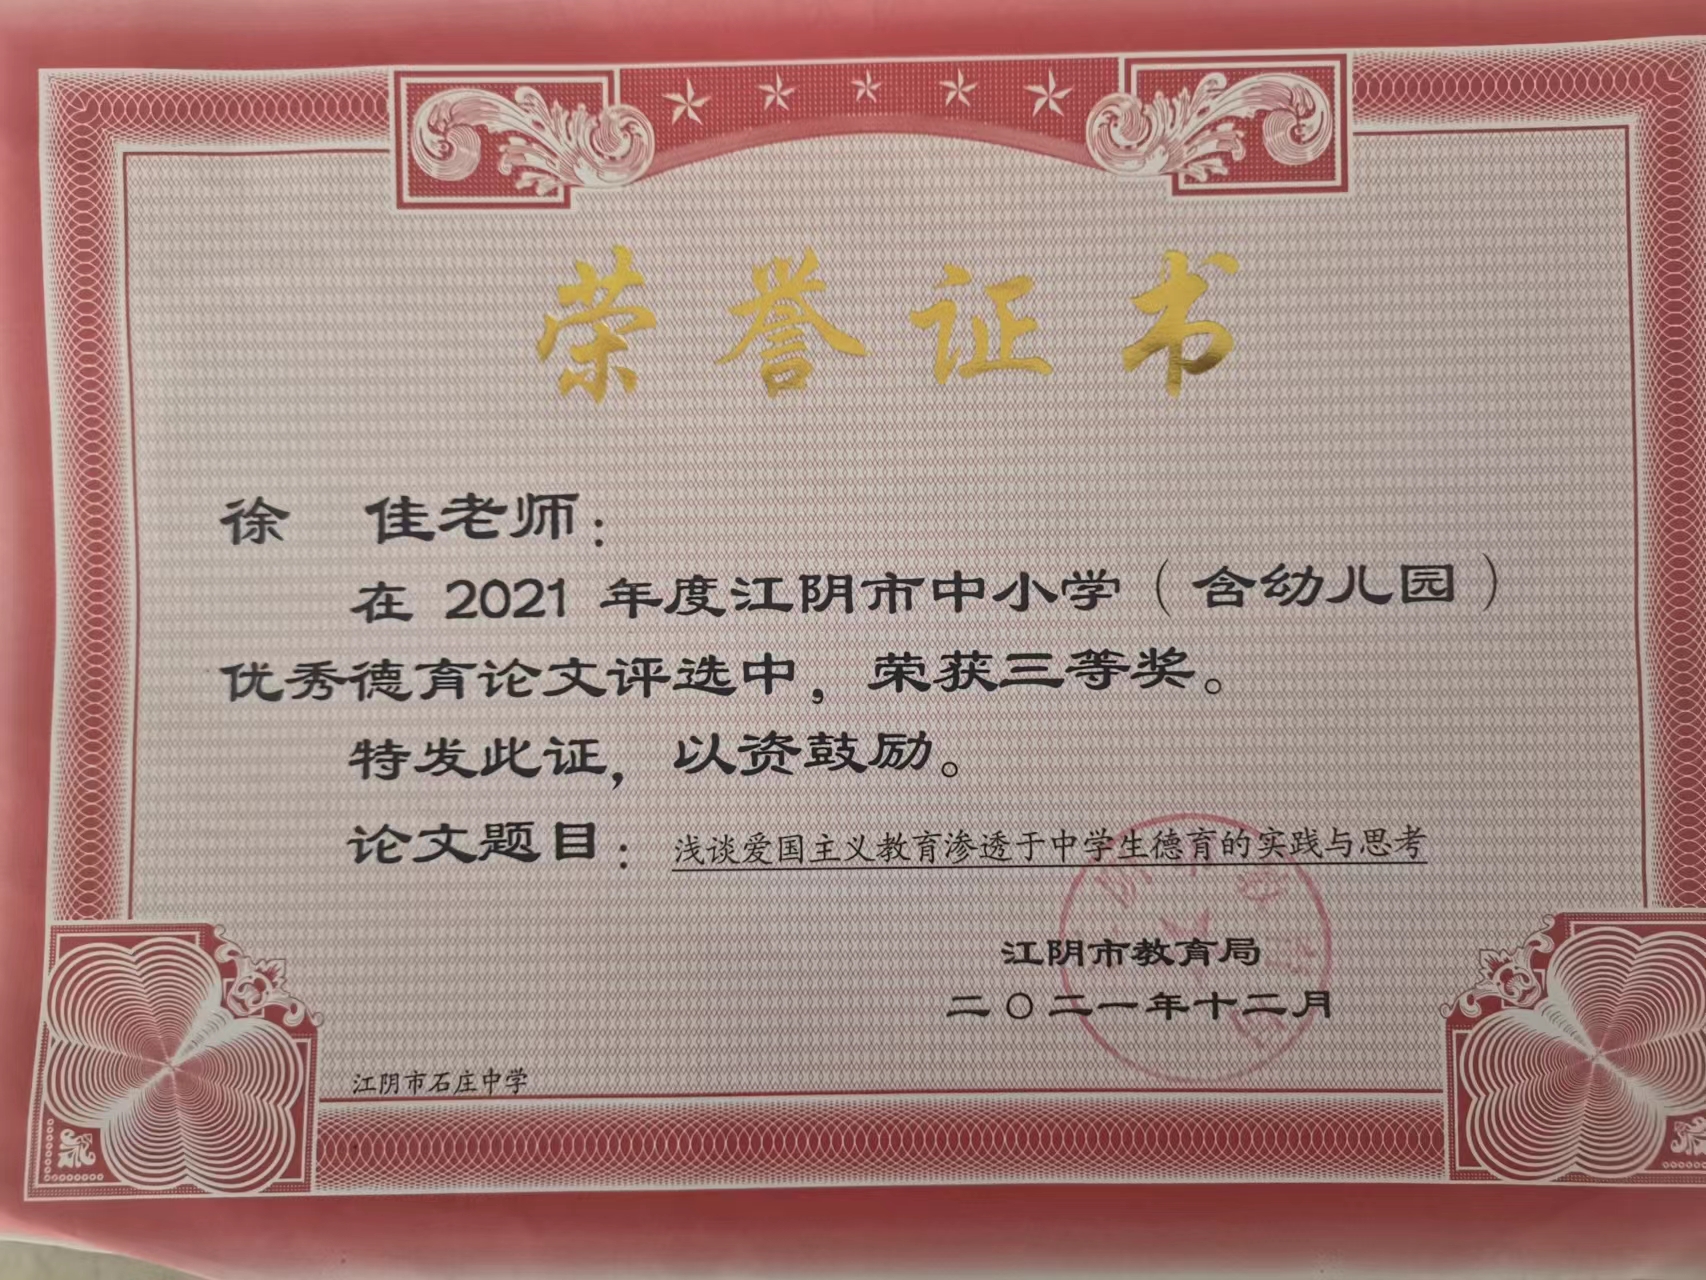 荣誉证书
徐 佳老师：
在 2021 年度江阴市中小学（含幼儿园）
优秀德育论文评选中，荣获三等奖。
特发此证，以资鼓励。
论文题目：浅谈爱国主义教育渗透于中学生德育的实践与思考
江阴市教育局
二〇二一年十二月
江阴市石庄中学